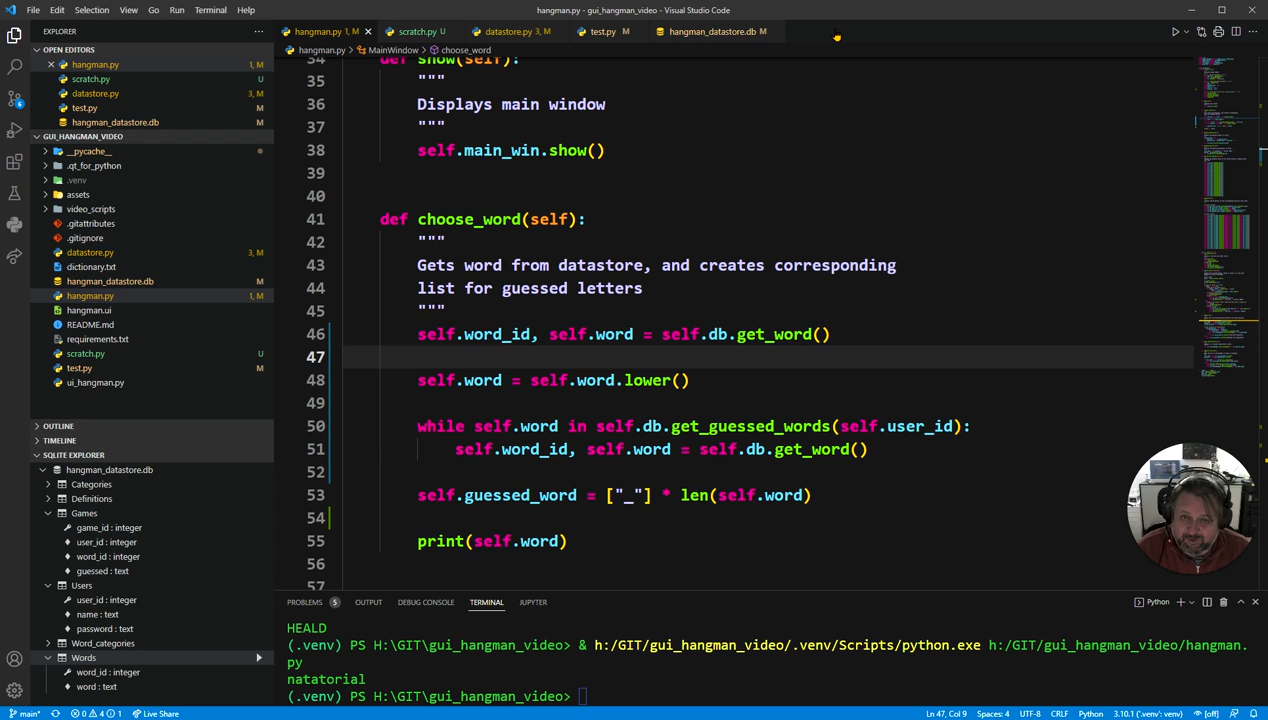 File Edit Selection View Go Run Terminal Help
hangman.py - gui_hangman_video - Visual Studio Code
EXPLORER
OPEN EDITORS
hangman.py 1, M
scratch.py U
datastore.py 3, M
test.py M
hangman_datastore.db M
GUI_HANGMAN_VIDEO
__pycache__
.qt_for_python
.venv
assets
video_scripts
.gitattributes
.gitignore
datastore.py 3, M
dictionary.txt
hangman_datastore.db M
hangman.py 1, M
hangman.ui
README.md
requirements.txt
scratch.py U
test.py M
ui_hangman.py
OUTLINE
TIMELINE
SQLITE EXPLORER
hangman_datastore.db
Categories
Definitions
Games
game_id : integer
user_id : integer
word_id : integer
guessed : text
Users
user_id : integer
name : text
password : text
Word_categories
Words
word_id : integer
word : text
hangman.py 1, M scratch.py U datastore.py 3, M test.py M hangman_datastore.db M
hangman.py > MainWindow > choose_word
34 def show(self):
35 """
36 Displays main window
37 """
38 self.main_win.show()
39
40
41 def choose_word(self):
42 """
43 Gets word from datastore, and creates corresponding
44 list for guessed letters
45 """
46 self.word_id, self.word = self.db.get_word()
47
48 self.word = self.word.lower()
49
50 while self.word in self.db.get_guessed_words(self.user_id):
51 self.word_id, self.word = self.db.get_word()
52
53 self.guessed_word = ["_"] * len(self.word)
54
55 print(self.word)
56
57
PROBLEMS 5 OUTPUT DEBUG CONSOLE TERMINAL JUPYTER
Python
HEALD
(.venv) PS H:\GIT\gui_hangman_video> & h:/GIT/gui_hangman_video/.venv/Scripts/python.exe h:/GIT/gui_hangman_video/hangman.
py
natatorial
(.venv) PS H:\GIT\gui_hangman_video>
main* 0 4 1 Live Share
Ln 47, Col 9 Spaces: 4 UTF-8 CRLF Python 3.10.1 ('.venv': venv) [off]